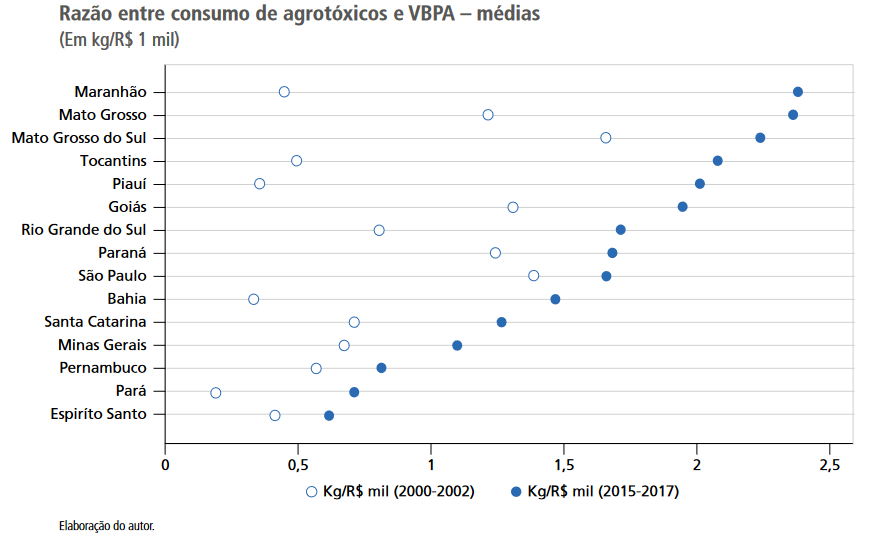 Razão entre consumo de agrotóxicos e VBPA – médias
(Em kg/R$ 1 mil)
Maranhão
Mato Grosso
Mato Grosso do Sul
Tocantins
Piauí
Goiás
Rio Grande do Sul
Paraná
São Paulo
Bahia
Santa Catarina
Minas Gerais
Pernambuco
Pará
Espiríto Santo
0 0,5 1 1,5 2 2,5
Kg/R$ mil (2000-2002) Kg/R$ mil (2015-2017)
Elaboração do autor.